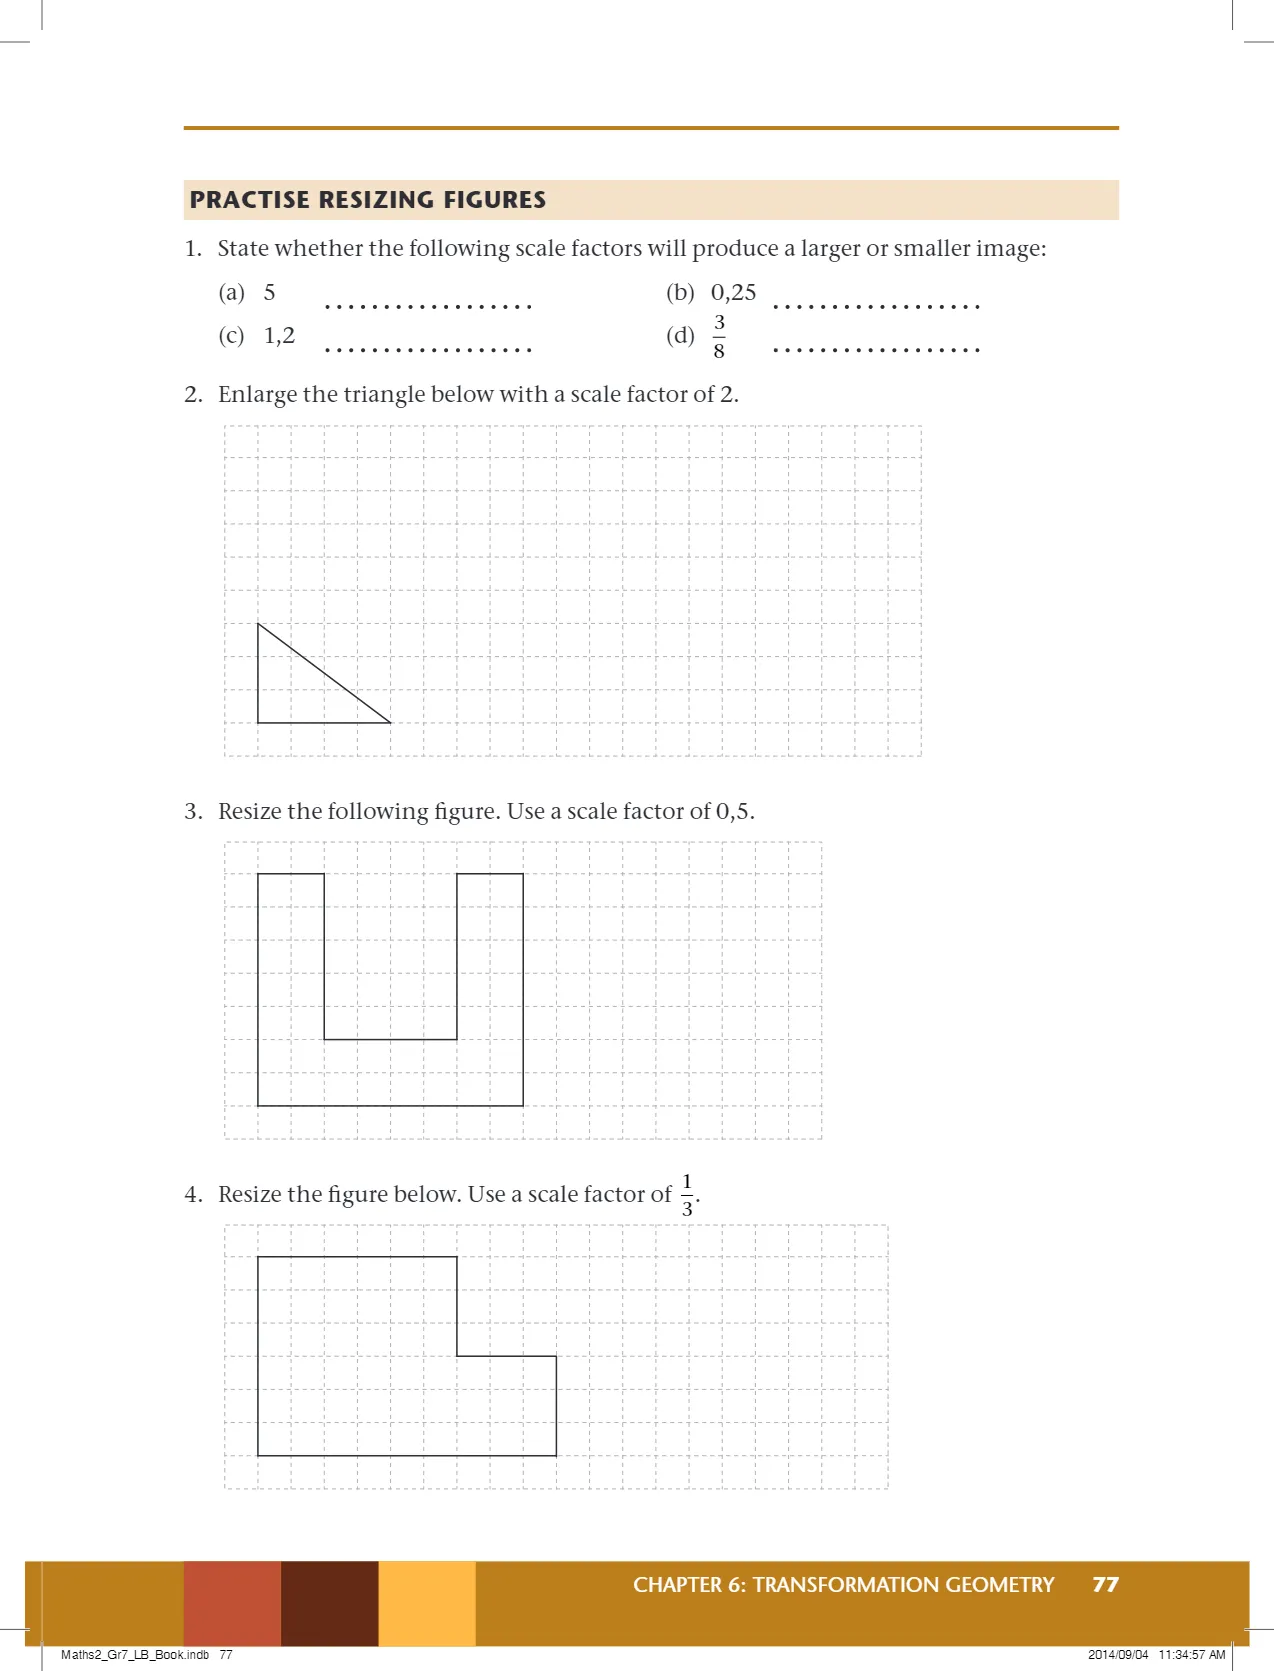 PRACTISE RESIZING FIGURES
1. State whether the following scale factors will produce a larger or smaller image:
(a) 5 .................. (b) 0,25 ..................
(c) 1,2 .................. (d) 3/8 ..................
2. Enlarge the triangle below with a scale factor of 2.
3. Resize the following figure. Use a scale factor of 0,5.
4. Resize the figure below. Use a scale factor of 1/3.
CHAPTER 6: TRANSFORMATION GEOMETRY 77
Maths2_Gr7_LB_Book.indb 77 2014/09/04 11:34:57 AM